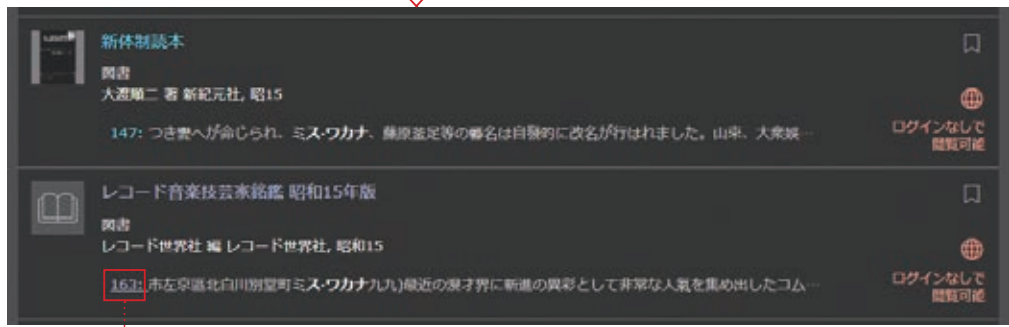 新体制読本
図書
大渡順二 著 新紀元社, 昭15
147: つき替へが命じられ、ミス・ワカナ、藤原釜足等の藝名は自發的に改名が行はれました。山來、大衆娯…
ログインなしで
閲覧可能
レコード音楽技芸家銘鑑 昭和15年版
図書
レコード世界社 編 レコード世界社, 昭和15
163: 市左京區北白川別當町ミス・ワカナ九九)最近の漫才界に新進の異彩として非常な人氣を集め出したコム…
ログインなしで
閲覧可能